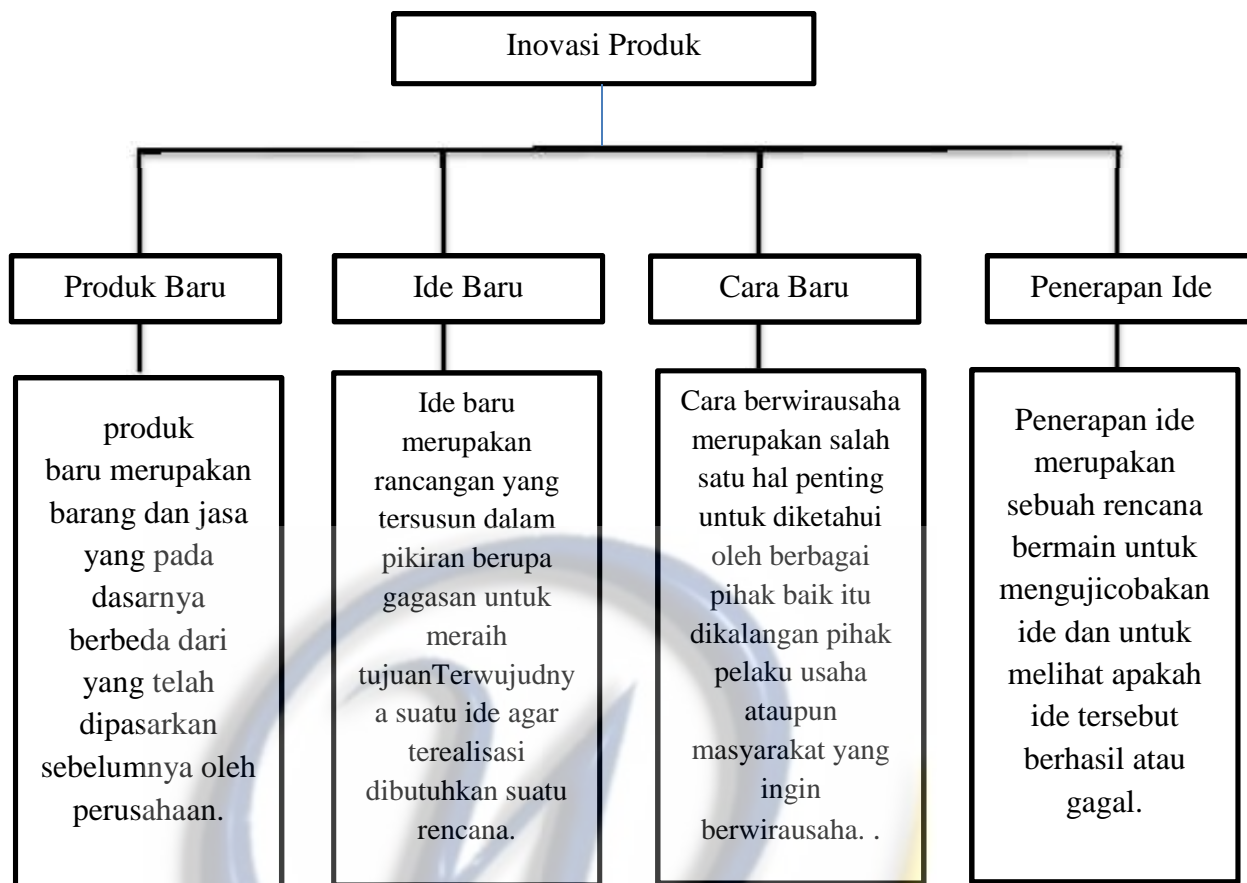 Inovasi Produk
Produk Baru
Ide Baru
Cara Baru
Penerapan Ide
produk
baru merupakan
barang dan jasa
yang pada
dasarnya
berbeda dari
yang telah
dipasarkan
sebelumnya oleh
perusahaan.
Ide baru
merupakan
rancangan yang
tersusun dalam
pikiran berupa
gagasan untuk
meraih
tujuanTerwujudny
a suatu ide agar
terealisasi
dibutuhkan suatu
rencana.
Cara berwirausaha
merupakan salah
satu hal penting
untuk diketahui
oleh berbagai
pihak baik itu
dikalangan pihak
pelaku usaha
ataupun
masyarakat yang
ingin
berwirausaha. .
Penerapan ide
merupakan
sebuah rencana
bermain untuk
mengujicobakan
ide dan untuk
melihat apakah
ide tersebut
berhasil atau
gagal.